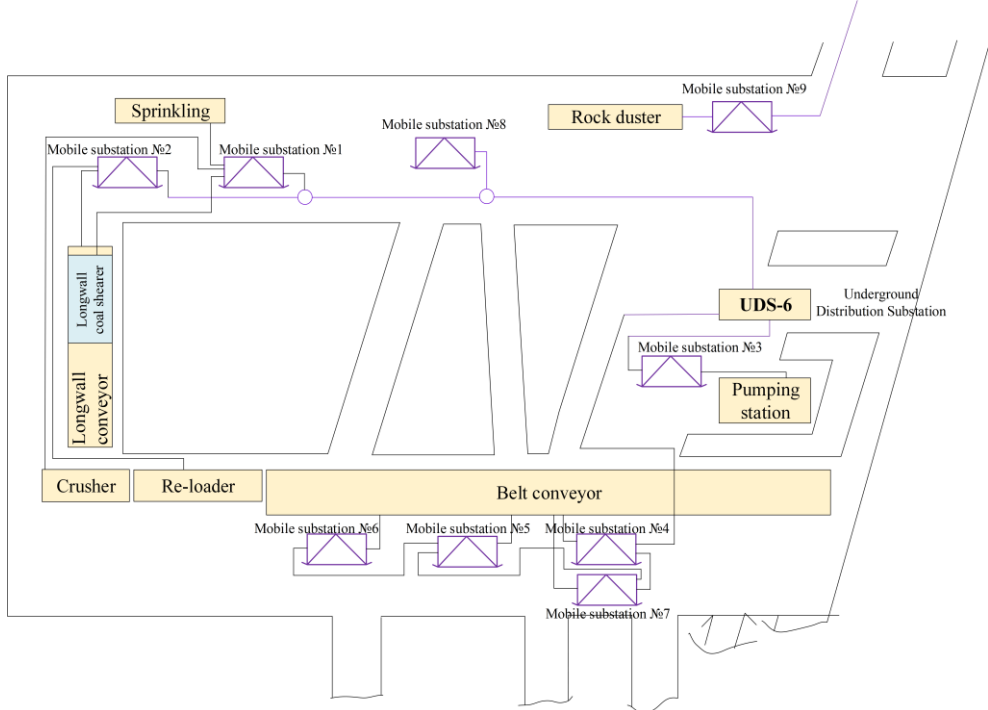 Mobile substation №9
Sprinkling
Rock duster
Mobile substation №8
Mobile substation №2
Mobile substation №1
Longwall
coal shearer
Longwall
conveyor
UDS-6
Underground
Distribution Substation
Mobile substation №3
Pumping
station
Crusher
Re-loader
Belt conveyor
Mobile substation №6
Mobile substation №5
Mobile substation №4
Mobile substation №7